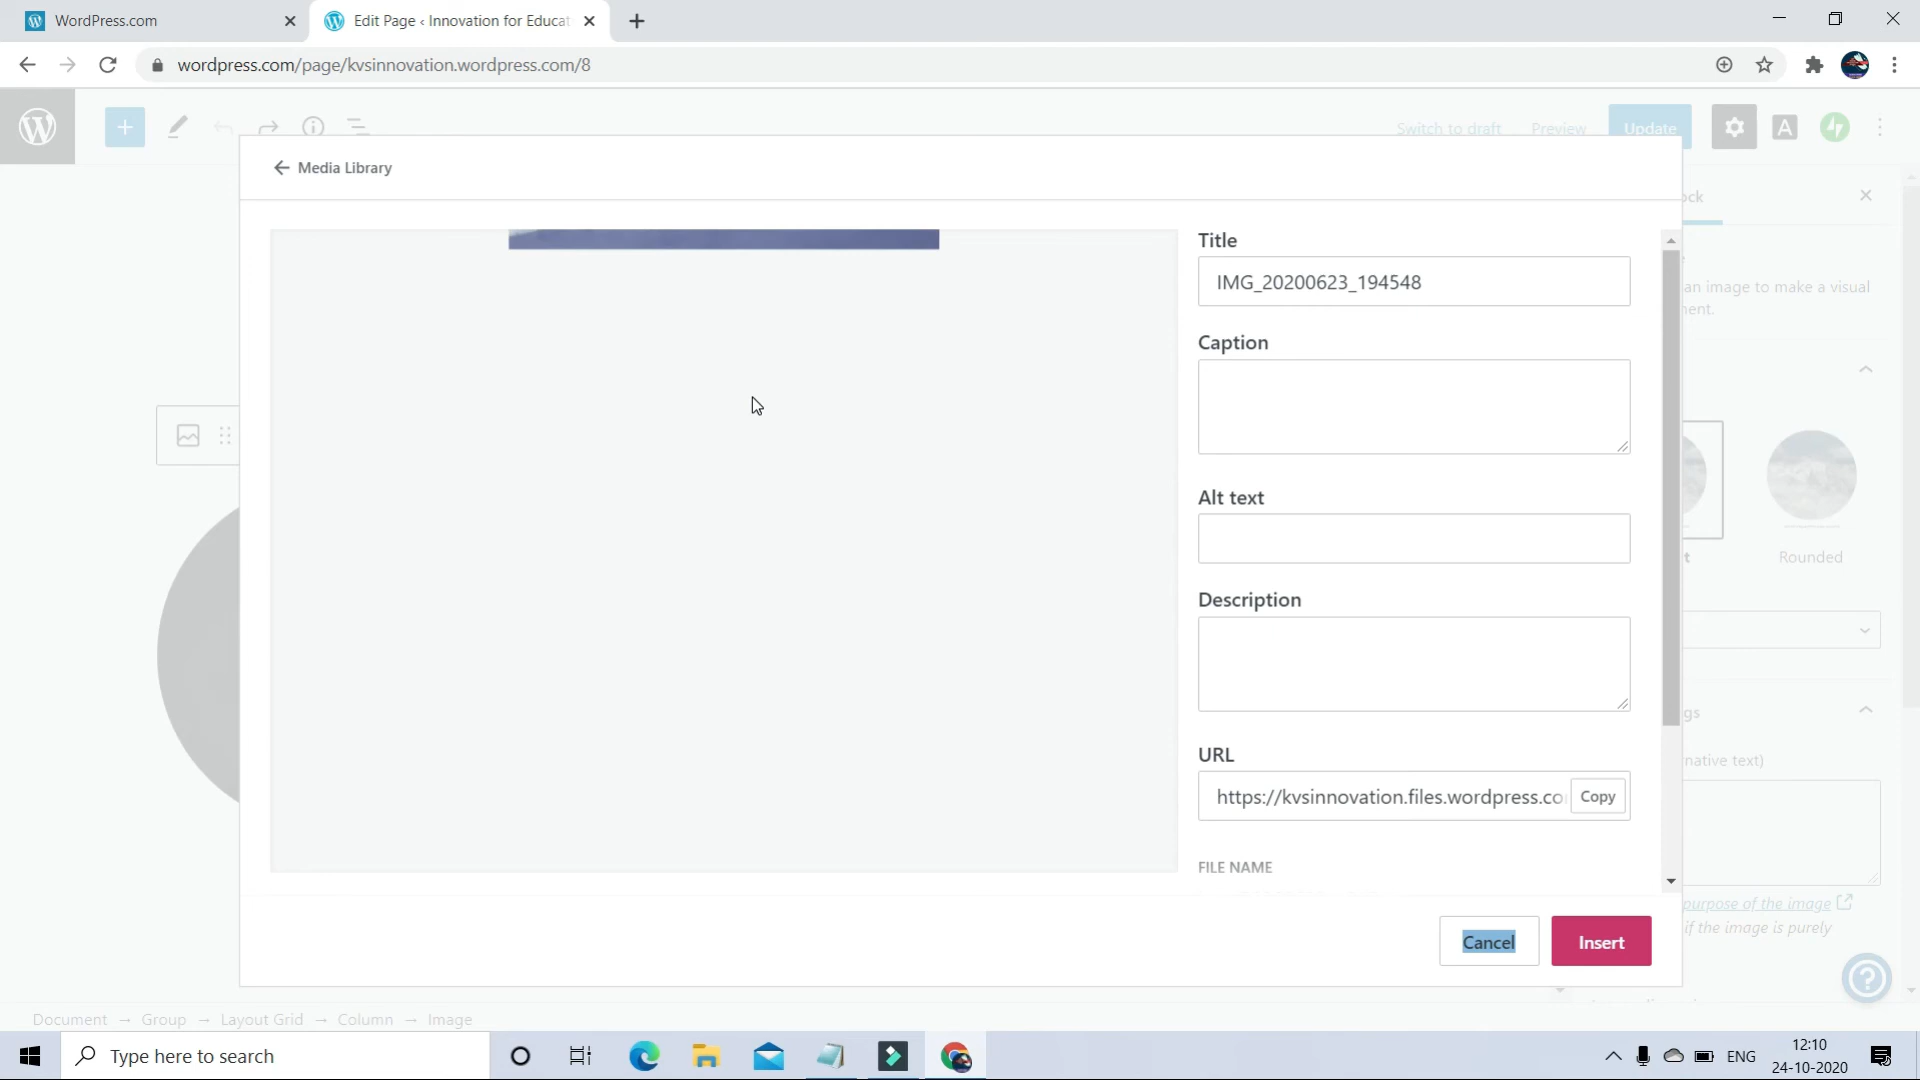 WordPress.com
Edit Page ‹ Innovation for Educat
wordpress.com/page/kvsinnovation.wordpress.com/8
Switch to draft
Preview
Update
Media Library
ock
an image to make a visual
Title
IMG_20200623_194548
Caption
Alt text
Description
URL
https://kvsinnovation.files.wordpress.co
Copy
FILE NAME
Rounded
gs
native text)
purpose of the image
if the image is purely
Cancel
Insert
Document → Group → Layout Grid → Column → Image
Type here to search
ENG
12:10
24-10-2020